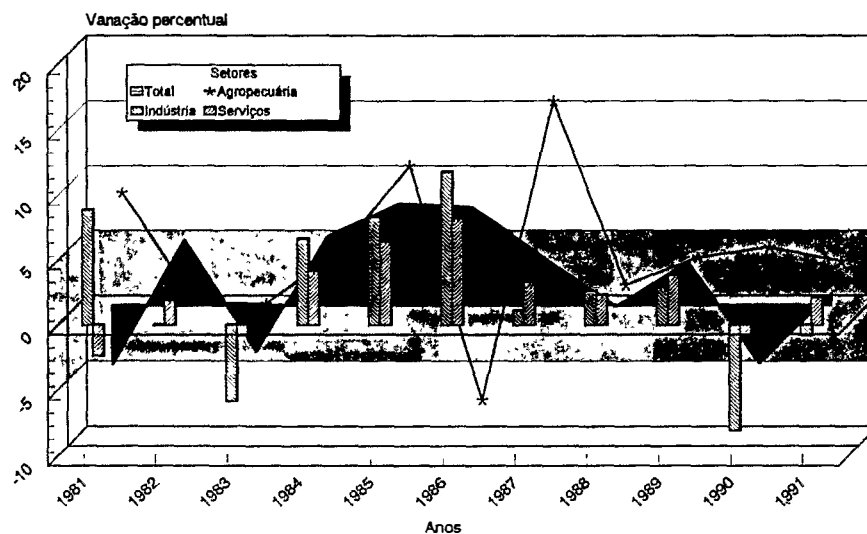 Vanação percentual
Setores
Total Agropecuária
Indústria Serviços
20
15
10
5
0
-5
-10
1981 1982 1983 1984 1985 1986 1987 1988 1989 1990 1991
Anos